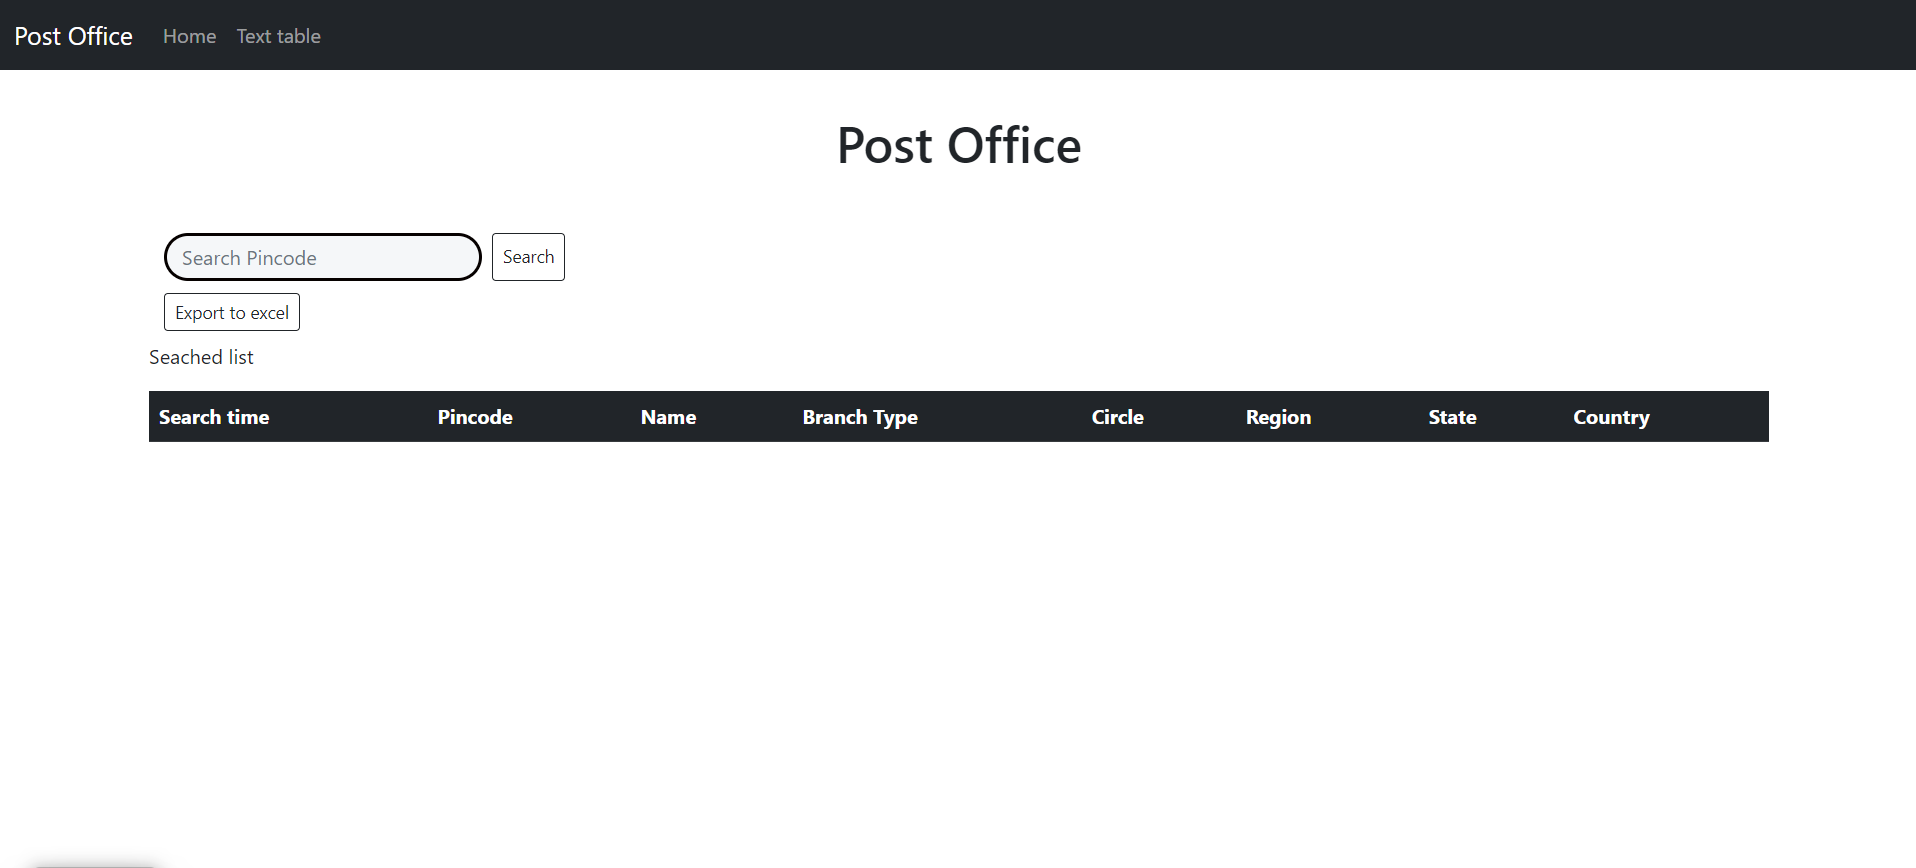 Post Office Home Text table
Post Office
Search Pincode Search
Export to excel
Seached list
Search time Pincode Name Branch Type Circle Region State Country